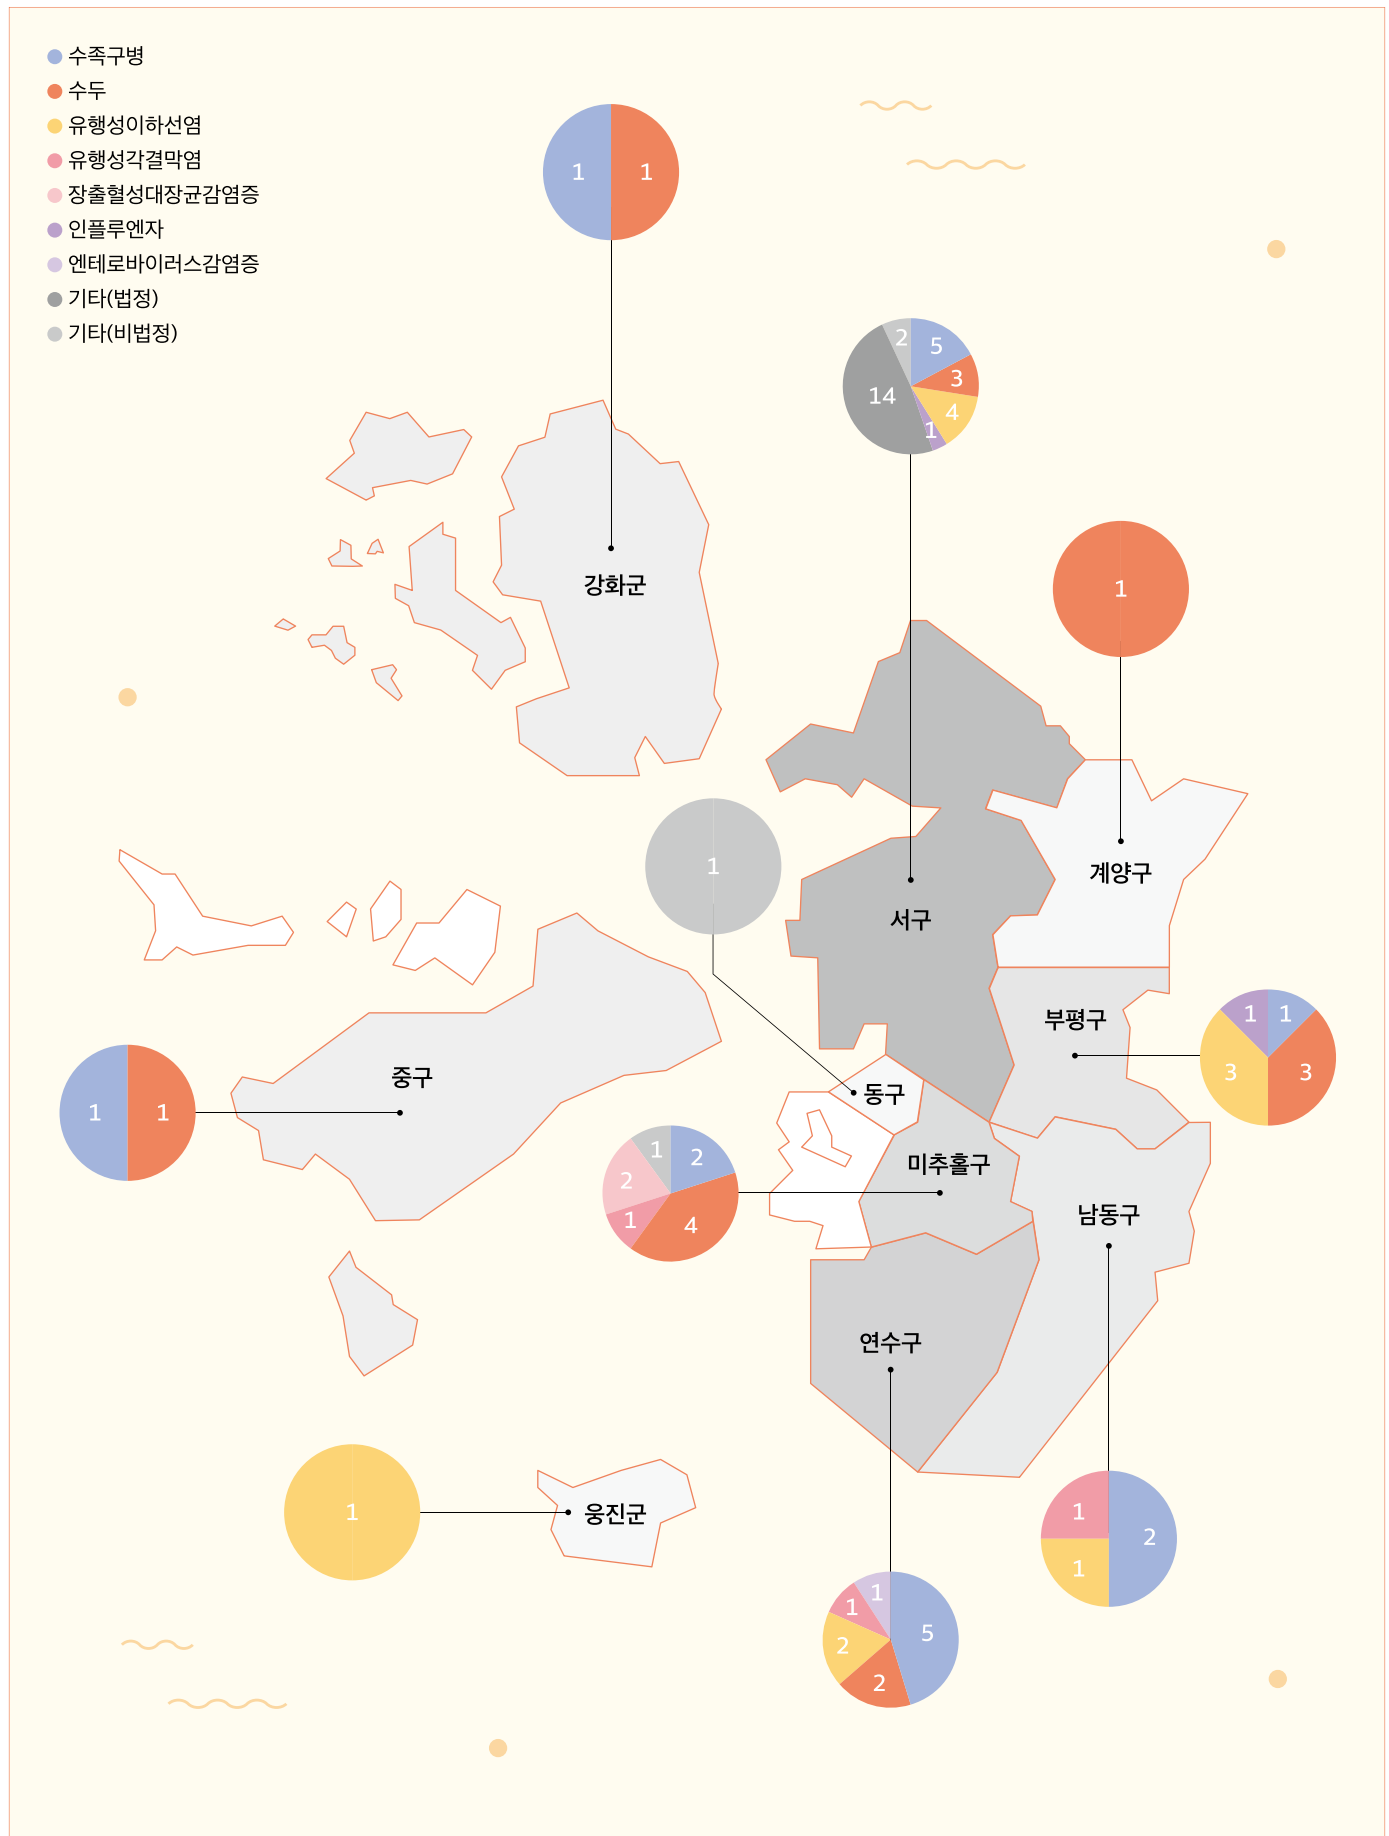 수족구병
수두
유행성이하선염
유행성각결막염
장출혈성대장균감염증
인플루엔자
엔테로바이러스감염증
기타(법정)
기타(비법정)
1 1
강화군
2 5
14 3
4
1
서구
1
계양구
1
동구
부평구
1 1
3 3
중구
1 1
1 2
2
1 4
미추홀구
남동구
연수구
1
웅진군
1 2
1
1 5
1
2
2